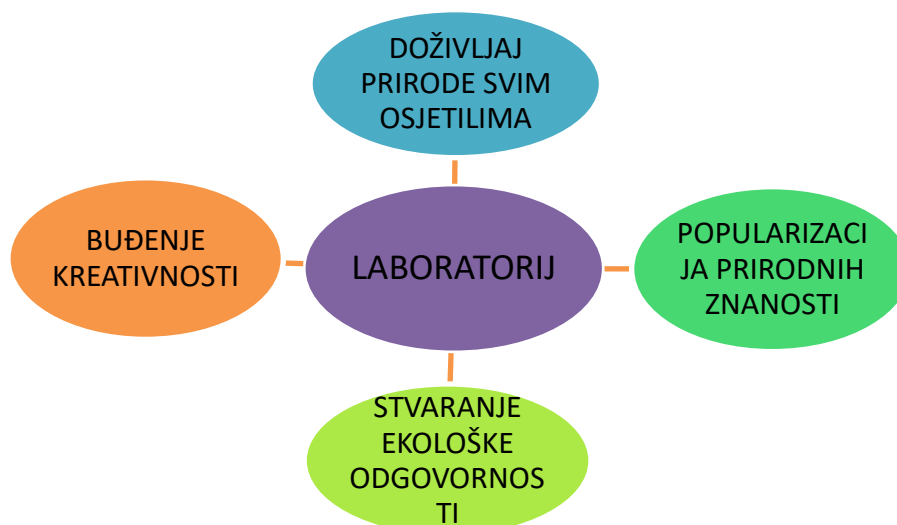 DOŽIVLJAJ
PRIRODE SVIM
OSJETILIMA
BUĐENJE
KREATIVNOSTI
LABORATORIJ
POPULARIZACI
JA PRIRODNIH
ZNANOSTI
STVARANJE
EKOLOŠKE
ODGOVORNOS
TI